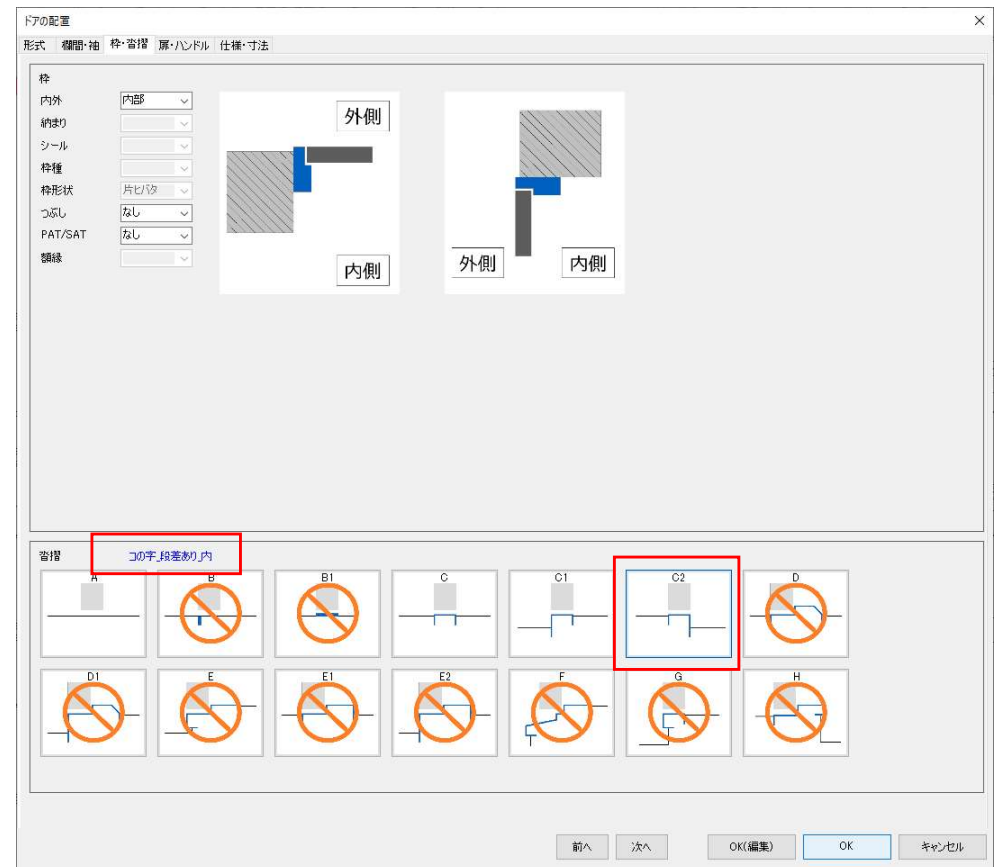 ドアの配置
形式 欄間・袖 枠・沓摺 扉・ハンドル 仕様・寸法
枠
内外 内部
納まり
シール
枠種
枠形状 片ヒバタ
つぶし なし
PAT/SAT なし
額縁
外側
内側
外側 内側
沓摺 コの字_段差あり_内
A B B1 C C1 C2 D
D1 E E1 E2 F G H
前へ 次へ OK(編集) OK キャンセル